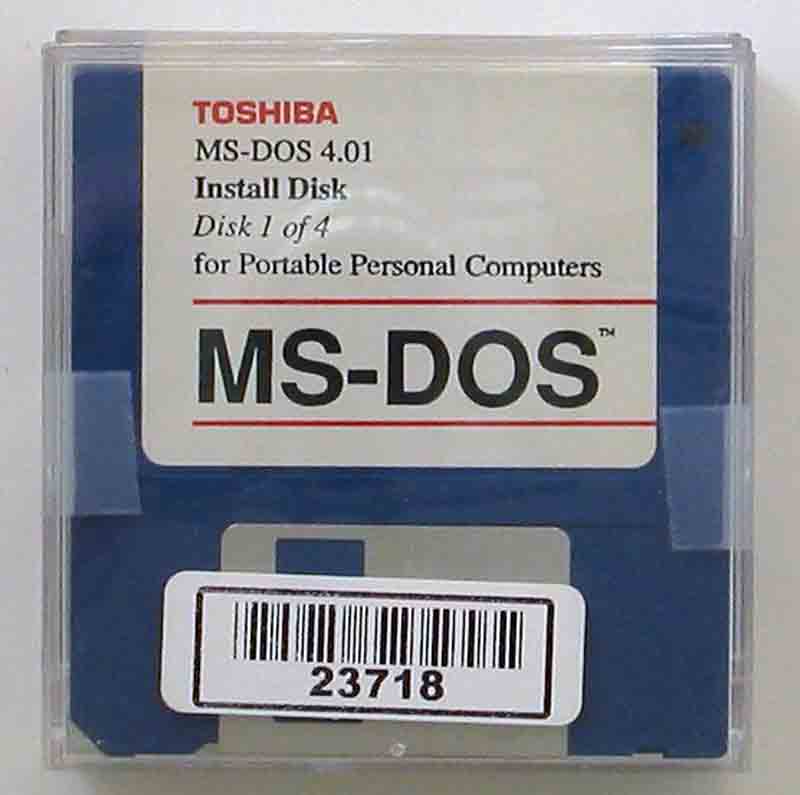 TOSHIBA
MS-DOS 4.01
Install Disk
Disk 1 of 4
for Portable Personal Computers
MS-DOS™
23718